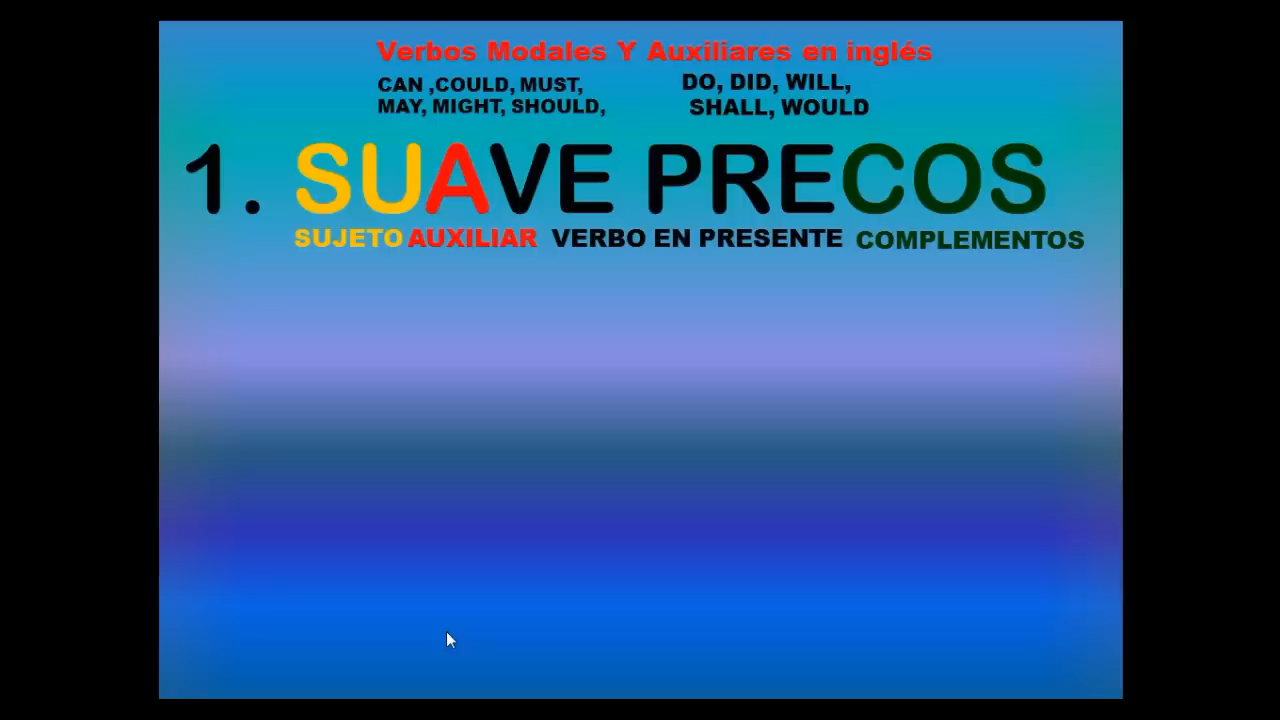 Verbos Modales Y Auxiliares en inglés
CAN ,COULD, MUST,
MAY, MIGHT, SHOULD,
DO, DID, WILL,
SHALL, WOULD
1. SUAVE PRECOS
SUJETO AUXILIAR VERBO EN PRESENTE COMPLEMENTOS